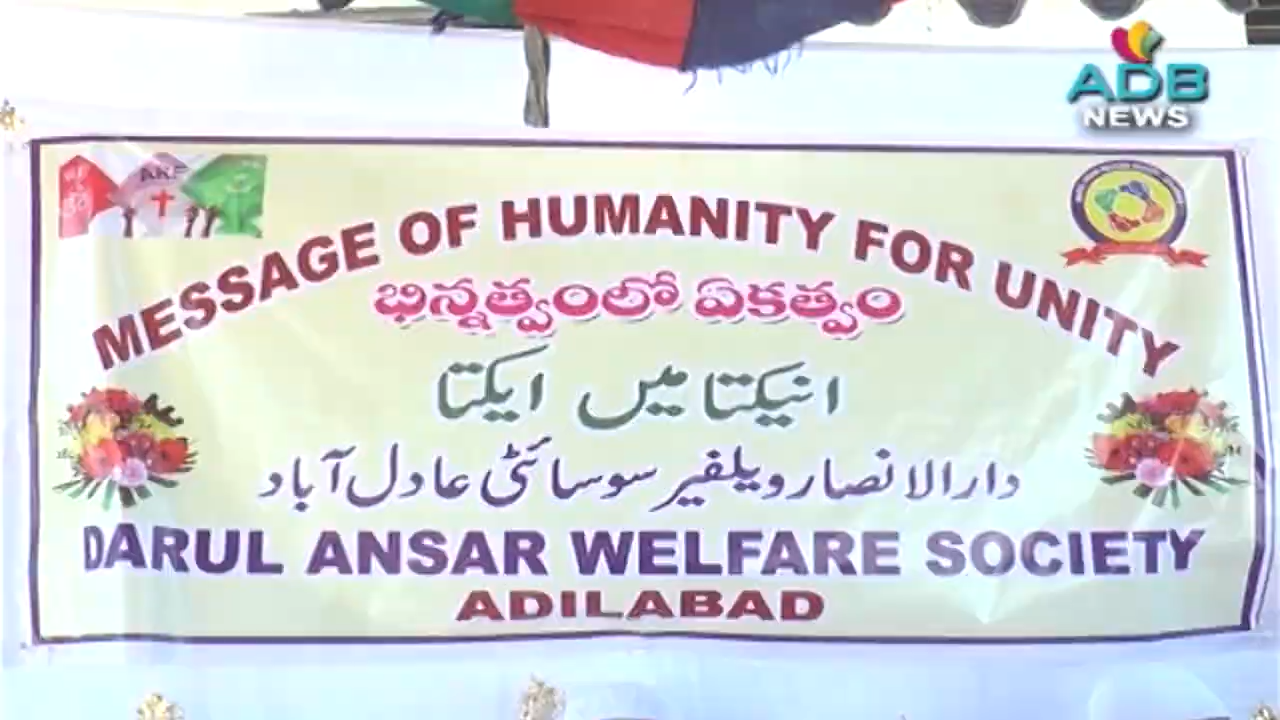 ADB
NEWS
MESSAGE OF HUMANITY FOR UNITY
భిన్నత్వంలో ఏకత్వం
انیکتا میں ایکتا
دارالانصار ویلفیر سوسائٹی عادل آباد
DARUL ANSAR WELFARE SOCIETY
ADILABAD